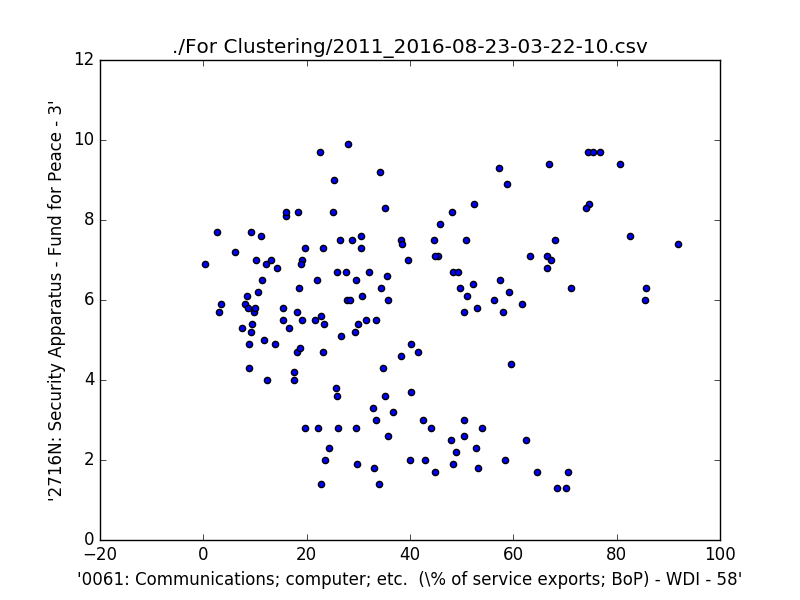 ./For Clustering/2011_2016-08-23-03-22-10.csv
12
10
8
6
4
2
0
'2716N: Security Apparatus - Fund for Peace - 3'
−20 0 20 40 60 80 100
'0061: Communications; computer; etc.  (\% of service exports; BoP) - WDI - 58'